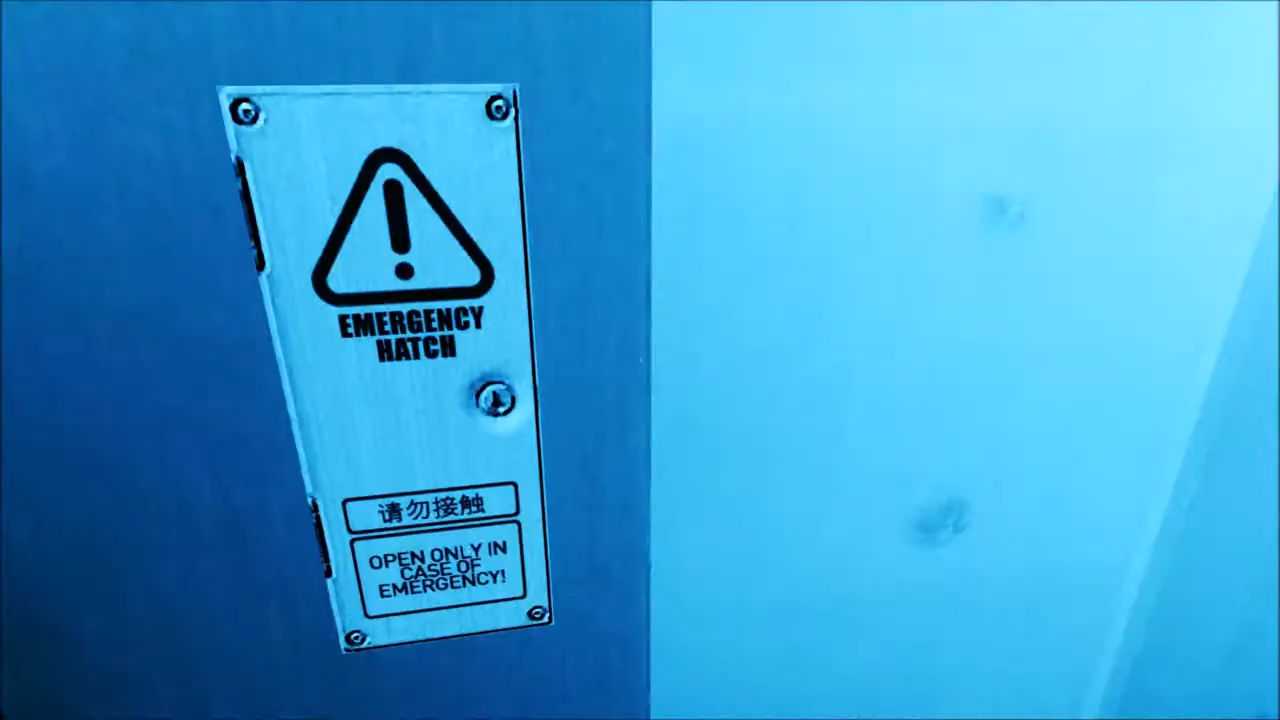 EMERGENCY
HATCH
请勿接触
OPEN ONLY IN
CASE OF
EMERGENCY!